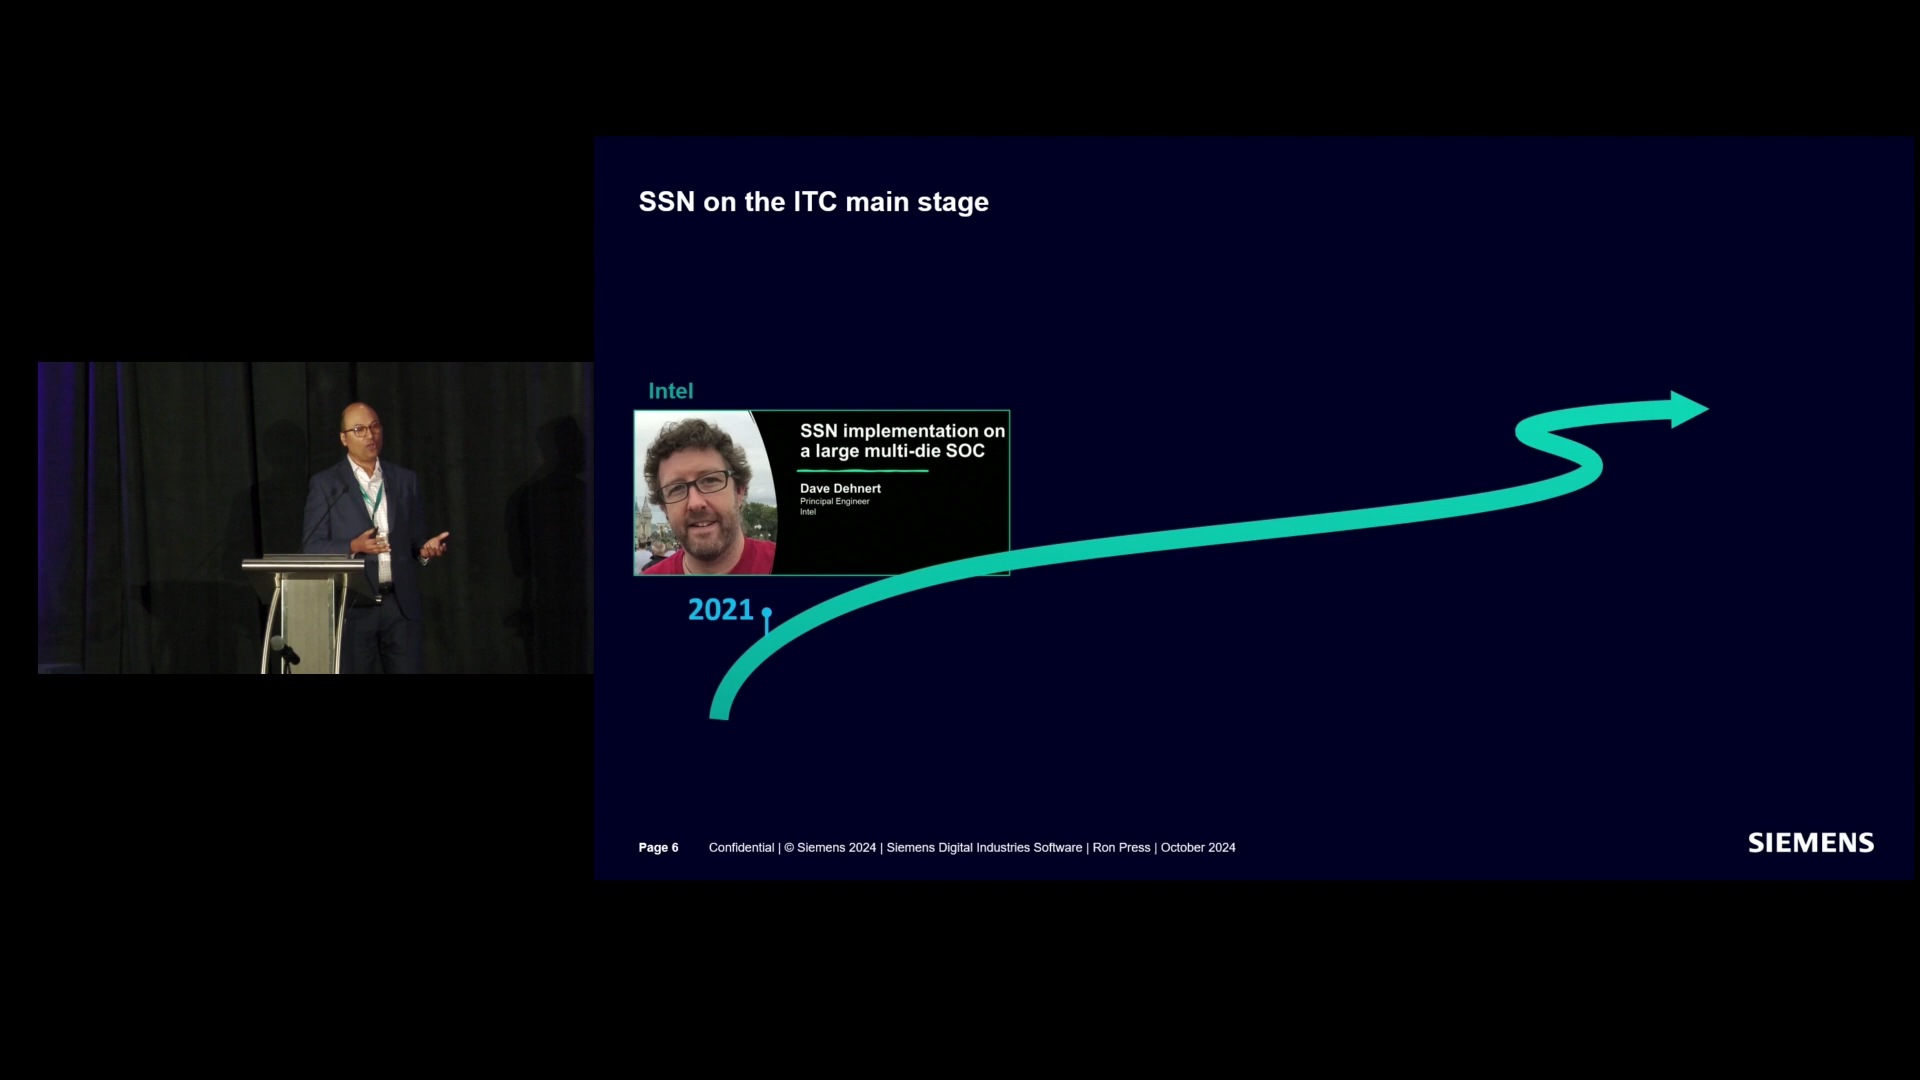 SSN on the ITC main stage
Intel
SSN implementation on
a large multi-die SOC
Dave Dehnert
Principal Engineer
Intel
2021
Page 6 Confidential | © Siemens 2024 | Siemens Digital Industries Software | Ron Press | October 2024
SIEMENS